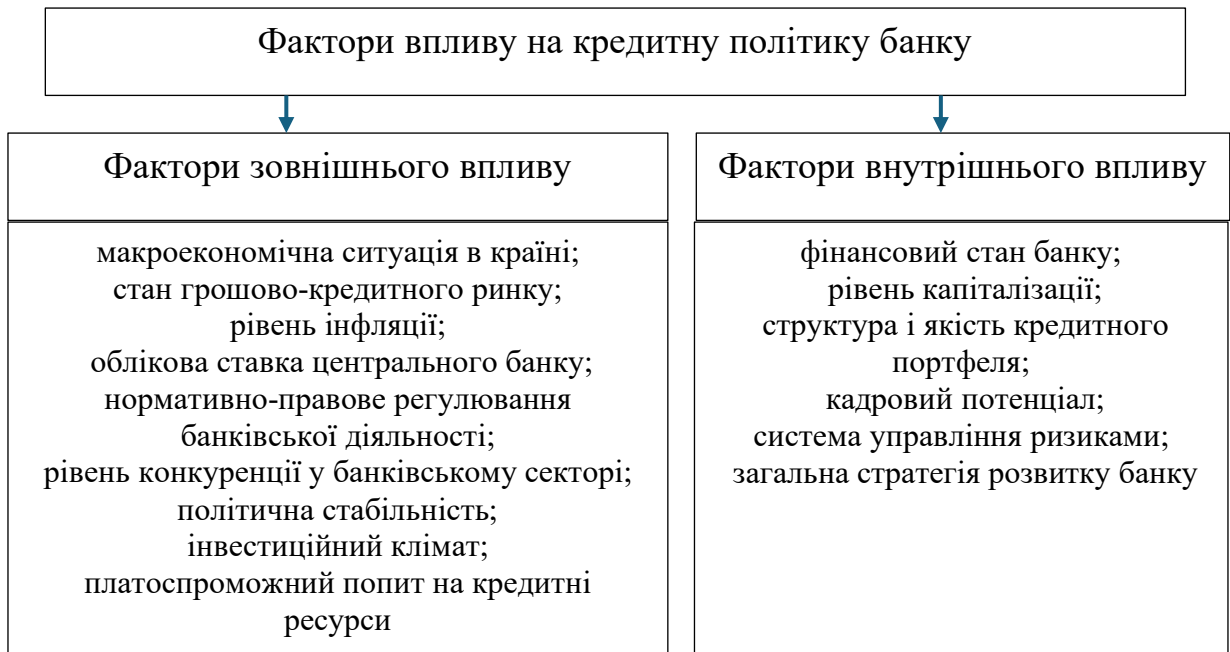 Фактори впливу на кредитну політику банку
Фактори зовнішнього впливу
макроекономічна ситуація в країні;
стан грошово-кредитного ринку;
рівень інфляції;
облікова ставка центрального банку;
нормативно-правове регулювання
банківської діяльності;
рівень конкуренції у банківському секторі;
політична стабільність;
інвестиційний клімат;
платоспроможний попит на кредитні
ресурси
Фактори внутрішнього впливу
фінансовий стан банку;
рівень капіталізації;
структура і якість кредитного
портфеля;
кадровий потенціал;
система управління ризиками;
загальна стратегія розвитку банку